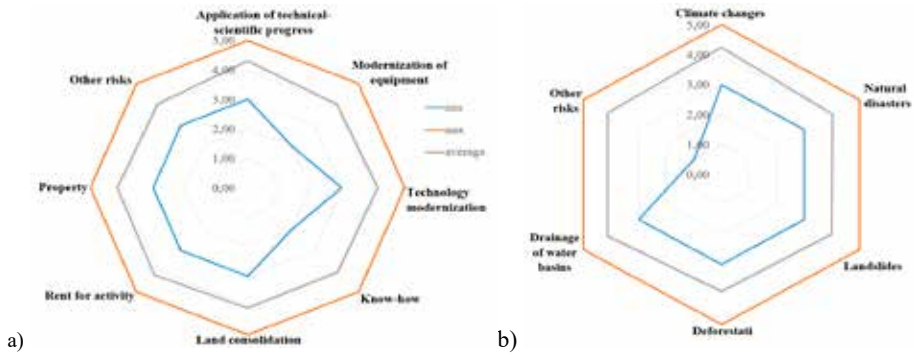 Application of technical-
scientific progress
5,00
4,00
3,00
2,00
1,00
0,00
Modernization of
equipment
Technology
modernization
Know-how
Land consolidation
Rent for activity
Property
Other risks
min
max
average
a)
Climate changes
5,00
4,00
3,00
2,00
1,00
0,00
Natural
disasters
Landslides
Deforestati
Drainage
of water
basins
Other
risks
b)